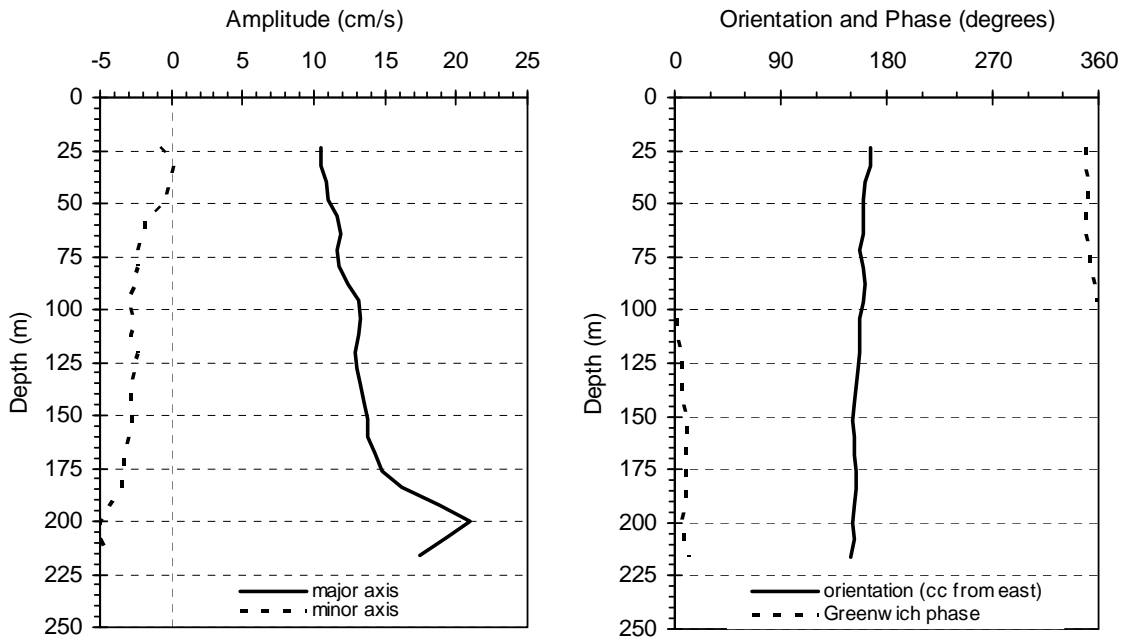 Amplitude (cm/s)
-5 0 5 10 15 20 25
0
25
50
75
100
125
150
175
200
225
250
Depth (m)
major axis
minor axis
Orientation and Phase (degrees)
0 90 180 270 360
0
25
50
75
100
125
150
175
200
225
250
Depth (m)
orientation (cc from east)
Greenwich phase